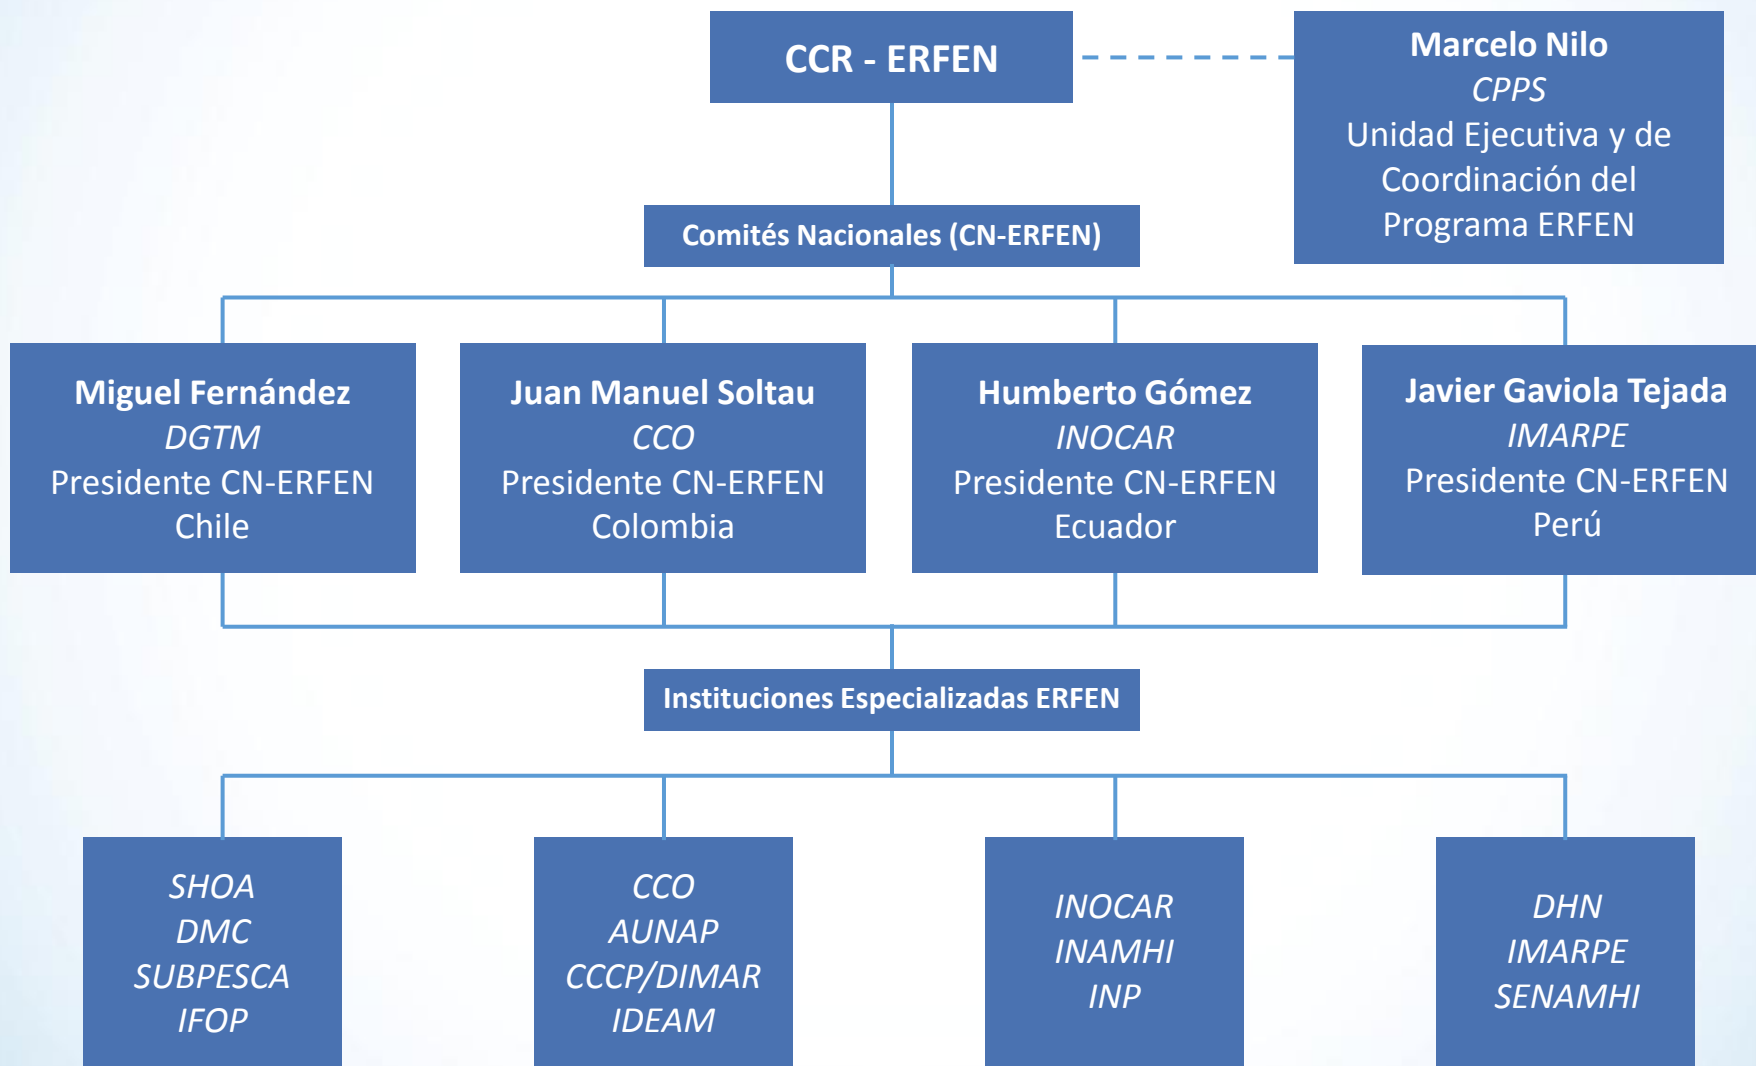 CCR - ERFEN
Marcelo Nilo
CPPS
Unidad Ejecutiva y de
Coordinación del
Programa ERFEN
Comités Nacionales (CN-ERFEN)
Miguel Fernández
DGTM
Presidente CN-ERFEN
Chile
Juan Manuel Soltau
CCO
Presidente CN-ERFEN
Colombia
Humberto Gómez
INOCAR
Presidente CN-ERFEN
Ecuador
Javier Gaviola Tejada
IMARPE
Presidente CN-ERFEN
Perú
Instituciones Especializadas ERFEN
SHOA
DMC
SUBPESCA
IFOP
CCO
AUNAP
CCCP/DIMAR
IDEAM
INOCAR
INAMHI
INP
DHN
IMARPE
SENAMHI